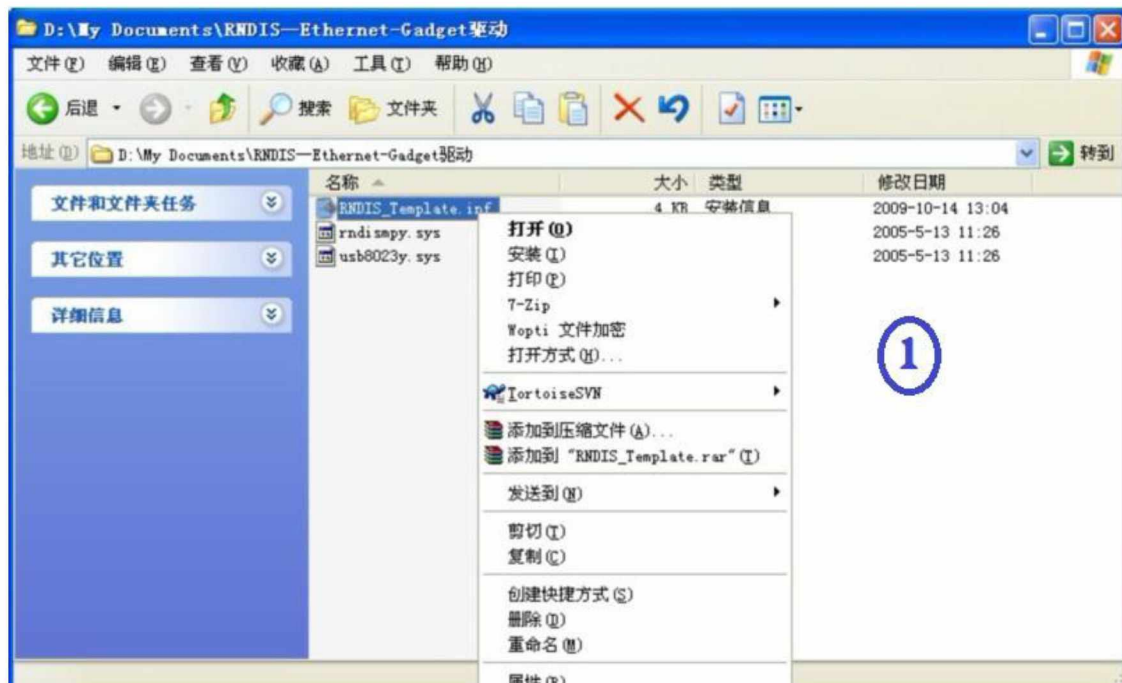 D:\My Documents\RNDIS—Ethernet-Gadget驱动
文件(F) 编辑(E) 查看(V) 收藏(A) 工具(T) 帮助(H)
后退 搜索 文件夹
地址(D) D:\My Documents\RNDIS—Ethernet-Gadget驱动 转到
名称 大小 类型 修改日期
文件和文件夹任务
其它位置
详细信息
RNDIS_Template.inf 4 KB 安装信息 2009-10-14 13:04
rndismpy.sys 2005-5-13 11:26
usb8023y.sys 2005-5-13 11:26
打开(O)
安装(I)
打印(P)
7-Zip
Wopti 文件加密
打开方式(H)...
TortoiseSVN
添加到压缩文件(A)...
添加到 "RNDIS_Template.rar"(T)
发送到(N)
剪切(T)
复制(C)
创建快捷方式(S)
删除(D)
重命名(M)
属性(R)
1